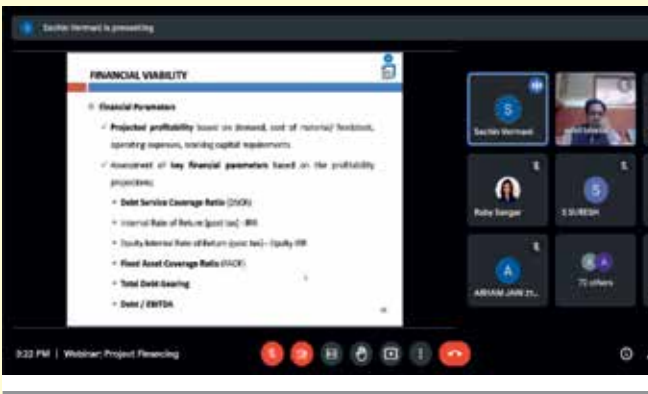 Sachin Vermani is presenting
FINANCIAL VIABILITY
Financial Parameters
✓ Projected profitability based on demand, cost of material/ feedstock,
operating expenses, working capital requirements.
✓ Assessment of key financial parameters based on the profitability
projections:
• Debt Service Coverage Ratio (DSCR)
• Internal Rate of Return (post tax) - IRR
• Equity Internal Rate of Return (post tax) - Equity IRR
• Fixed Asset Coverage Ratio (FACR)
• Total Debt Gearing
• Debt / EBITDA
S
Sachin Vermani
Ruby Sangar
S
S SURESH
A
ARHAM JAIN
A
72 others
3:22 PM | Webinar: Project Financing